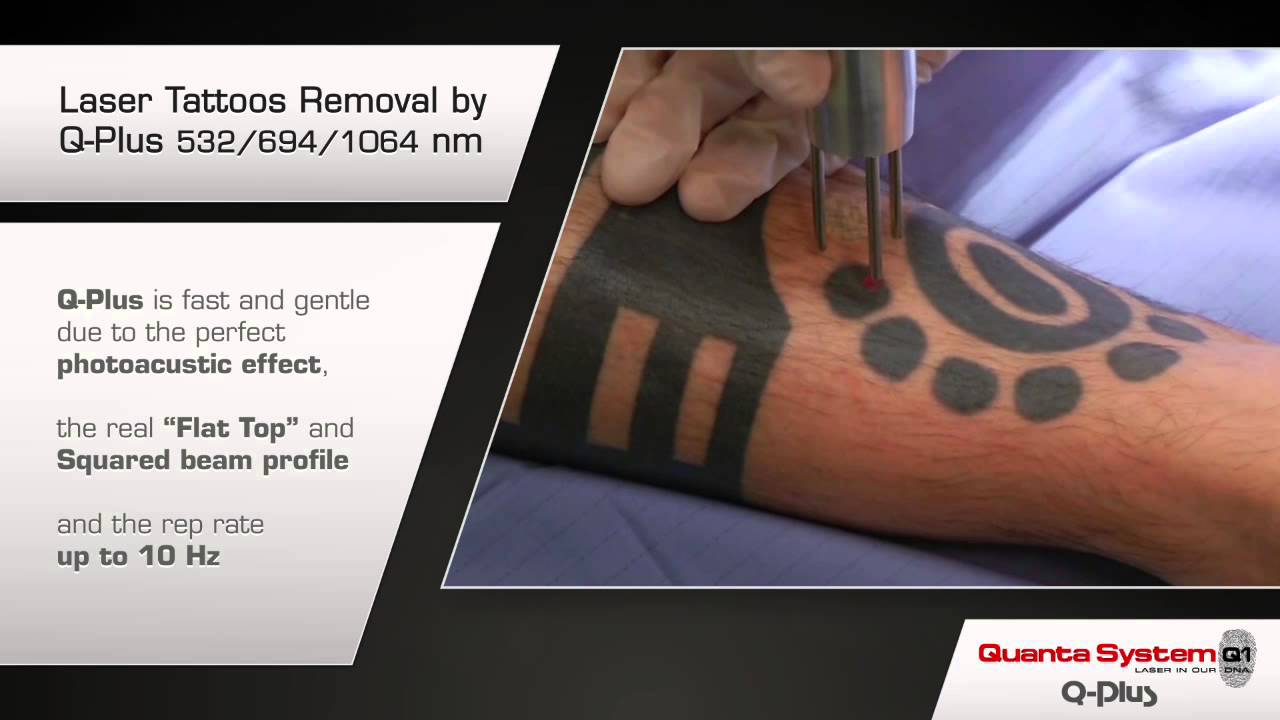 Laser Tattoos Removal by
Q-Plus 532/694/1064 nm
Q-Plus is fast and gentle
due to the perfect
photoacustic effect,
the real “Flat Top” and
Squared beam profile
and the rep rate
up to 10 Hz
Quanta System Q1
LASER IN OUR DNA
Q-Plus